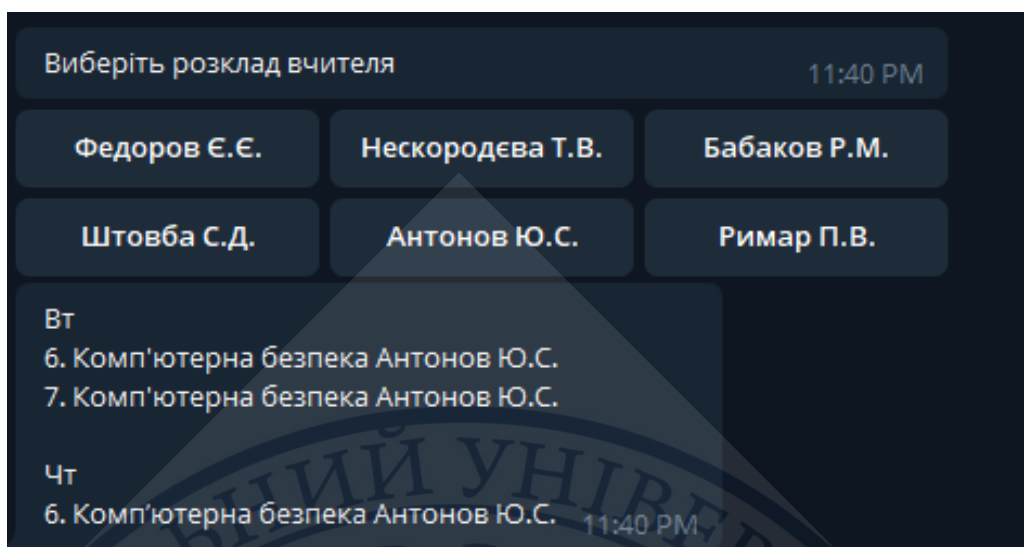 Виберіть розклад вчителя 11:40 PM
Федоров Є.Є. Нескородєва Т.В. Бабаков Р.М.
Штовба С.Д. Антонов Ю.С. Римар П.В.
Вт
6. Комп'ютерна безпека Антонов Ю.С.
7. Комп'ютерна безпека Антонов Ю.С.
Чт
6. Комп’ютерна безпека Антонов Ю.С. 11:40 PM